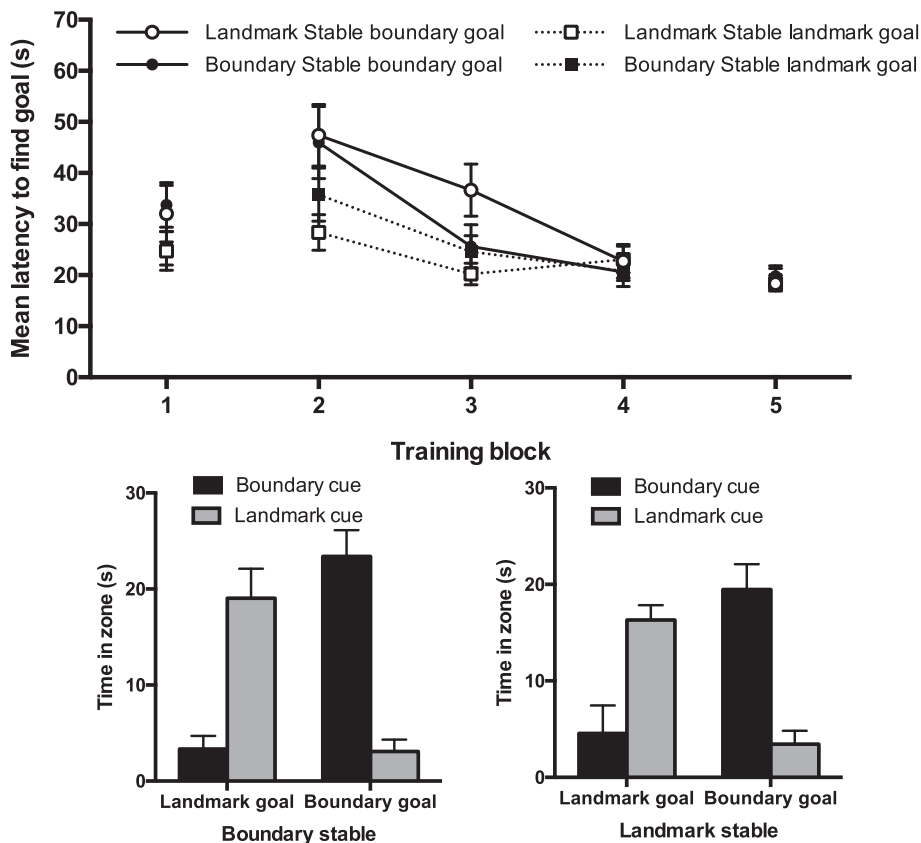 70
60
50
40
30
20
10
0
Mean latency to find goal (s)
Landmark Stable boundary goal
Boundary Stable boundary goal
Landmark Stable landmark goal
Boundary Stable landmark goal
1 2 3 4 5
Training block
30
20
10
0
Time in zone (s)
Boundary cue
Landmark cue
Landmark goal Boundary goal
Boundary stable
30
20
10
0
Time in zone (s)
Boundary cue
Landmark cue
Landmark goal Boundary goal
Landmark stable